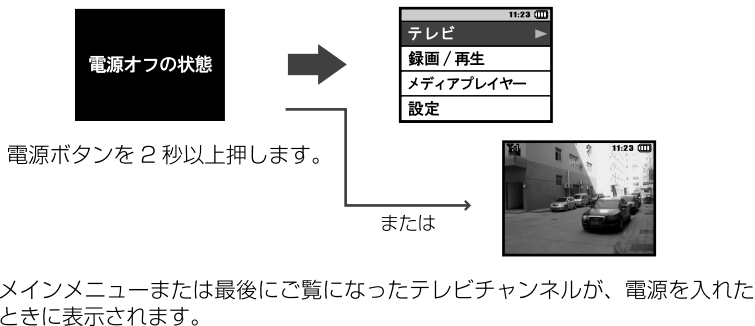 電源オフの状態
11:23
テレビ
録画 / 再生
メディアプレイヤー
設定
電源ボタンを 2 秒以上押します。
11:23
または
メインメニューまたは最後にご覧になったテレビチャンネルが、電源を入れた
ときに表示されます。